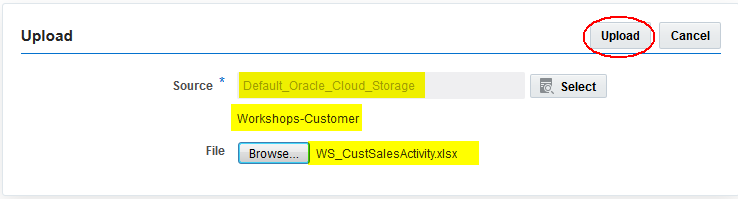 Upload Upload Cancel
Source * Default_Oracle_Cloud_Storage Select
Workshops-Customer
File Browse... WS_CustSalesActivity.xlsx